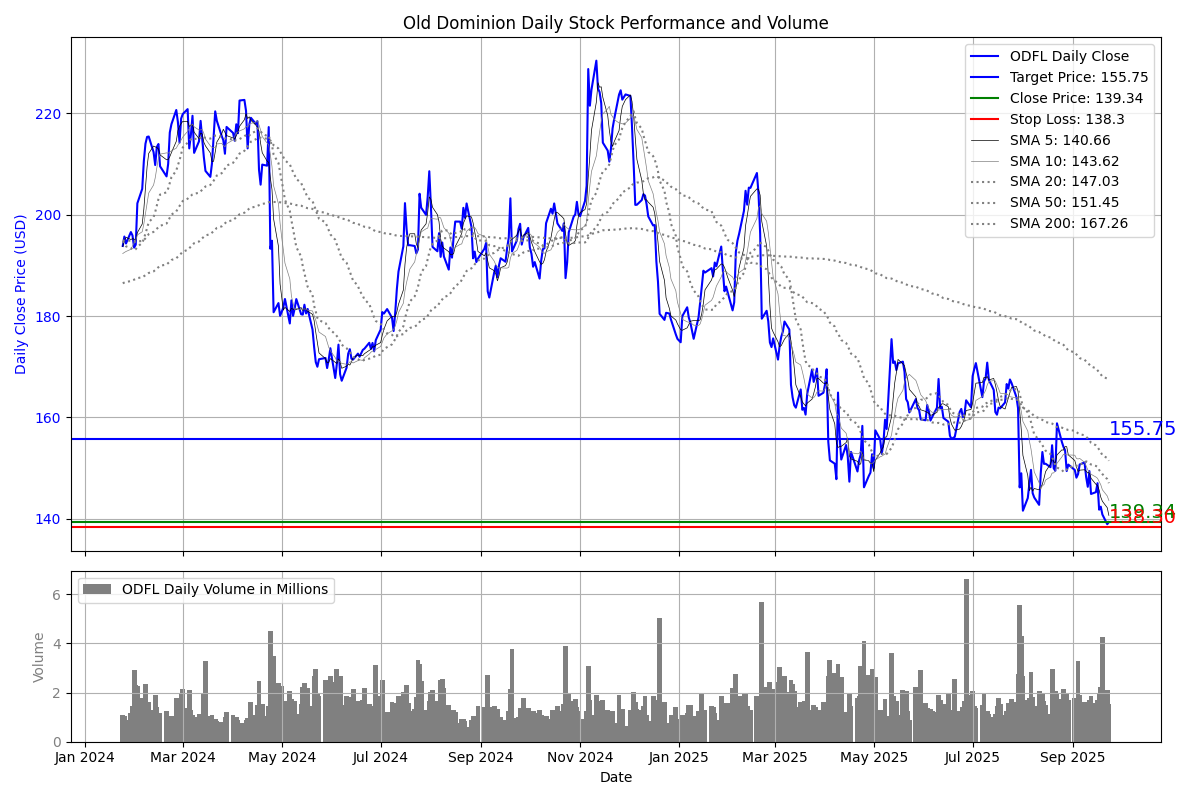 Old Dominion Daily Stock Performance and Volume
Daily Close Price (USD)
220
200
180
160
140
ODFL Daily Close
Target Price: 155.75
Close Price: 139.34
Stop Loss: 138.3
SMA 5: 140.66
SMA 10: 143.62
SMA 20: 147.03
SMA 50: 151.45
SMA 200: 167.26
155.75
139.34
138.30
ODFL Daily Volume in Millions
Volume
6
4
2
0
Jan 2024
Mar 2024
May 2024
Jul 2024
Sep 2024
Nov 2024
Jan 2025
Mar 2025
May 2025
Jul 2025
Sep 2025
Date